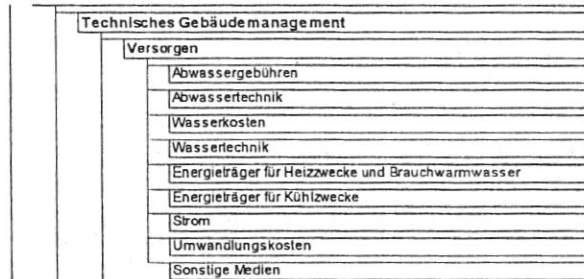 Technisches Gebäudemanagement
Versorgen
Abwassergebühren
Abwassertechnik
Wasserkosten
Wassertechnik
Energieträger für Heizzwecke und Brauchwarmwasser
Energieträger für Kühlzwecke
Strom
Umwandlungskosten
Sonstige Medien